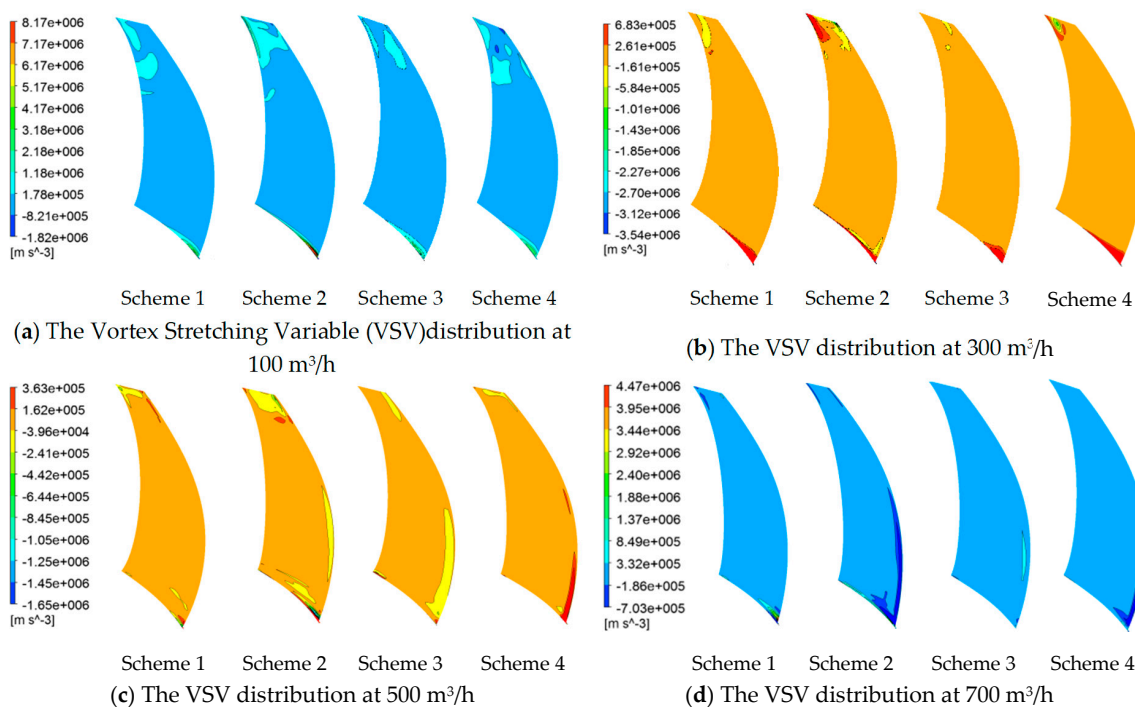 8.17e+006
7.17e+006
6.17e+006
5.17e+006
4.17e+006
3.18e+006
2.18e+006
1.18e+006
1.78e+005
-8.21e+005
-1.82e+006
[m s^-3]
Scheme 1 Scheme 2 Scheme 3 Scheme 4
(a) The Vortex Stretching Variable (VSV)distribution at
100 m³/h
6.83e+005
2.61e+005
-1.61e+005
-5.84e+005
-1.01e+006
-1.43e+006
-1.85e+006
-2.27e+006
-2.70e+006
-3.12e+006
-3.54e+006
[m s^-3]
Scheme 1 Scheme 2 Scheme 3 Scheme 4
(b) The VSV distribution at 300 m³/h
3.63e+005
1.62e+005
-3.96e+004
-2.41e+005
-4.42e+005
-6.44e+005
-8.45e+005
-1.05e+006
-1.25e+006
-1.45e+006
-1.65e+006
[m s^-3]
Scheme 1 Scheme 2 Scheme 3 Scheme 4
(c) The VSV distribution at 500 m³/h
4.47e+006
3.95e+006
3.44e+006
2.92e+006
2.40e+006
1.88e+006
1.37e+006
8.49e+005
3.32e+005
-1.86e+005
-7.03e+005
[m s^-3]
Scheme 1 Scheme 2 Scheme 3 Scheme 4
(d) The VSV distribution at 700 m³/h